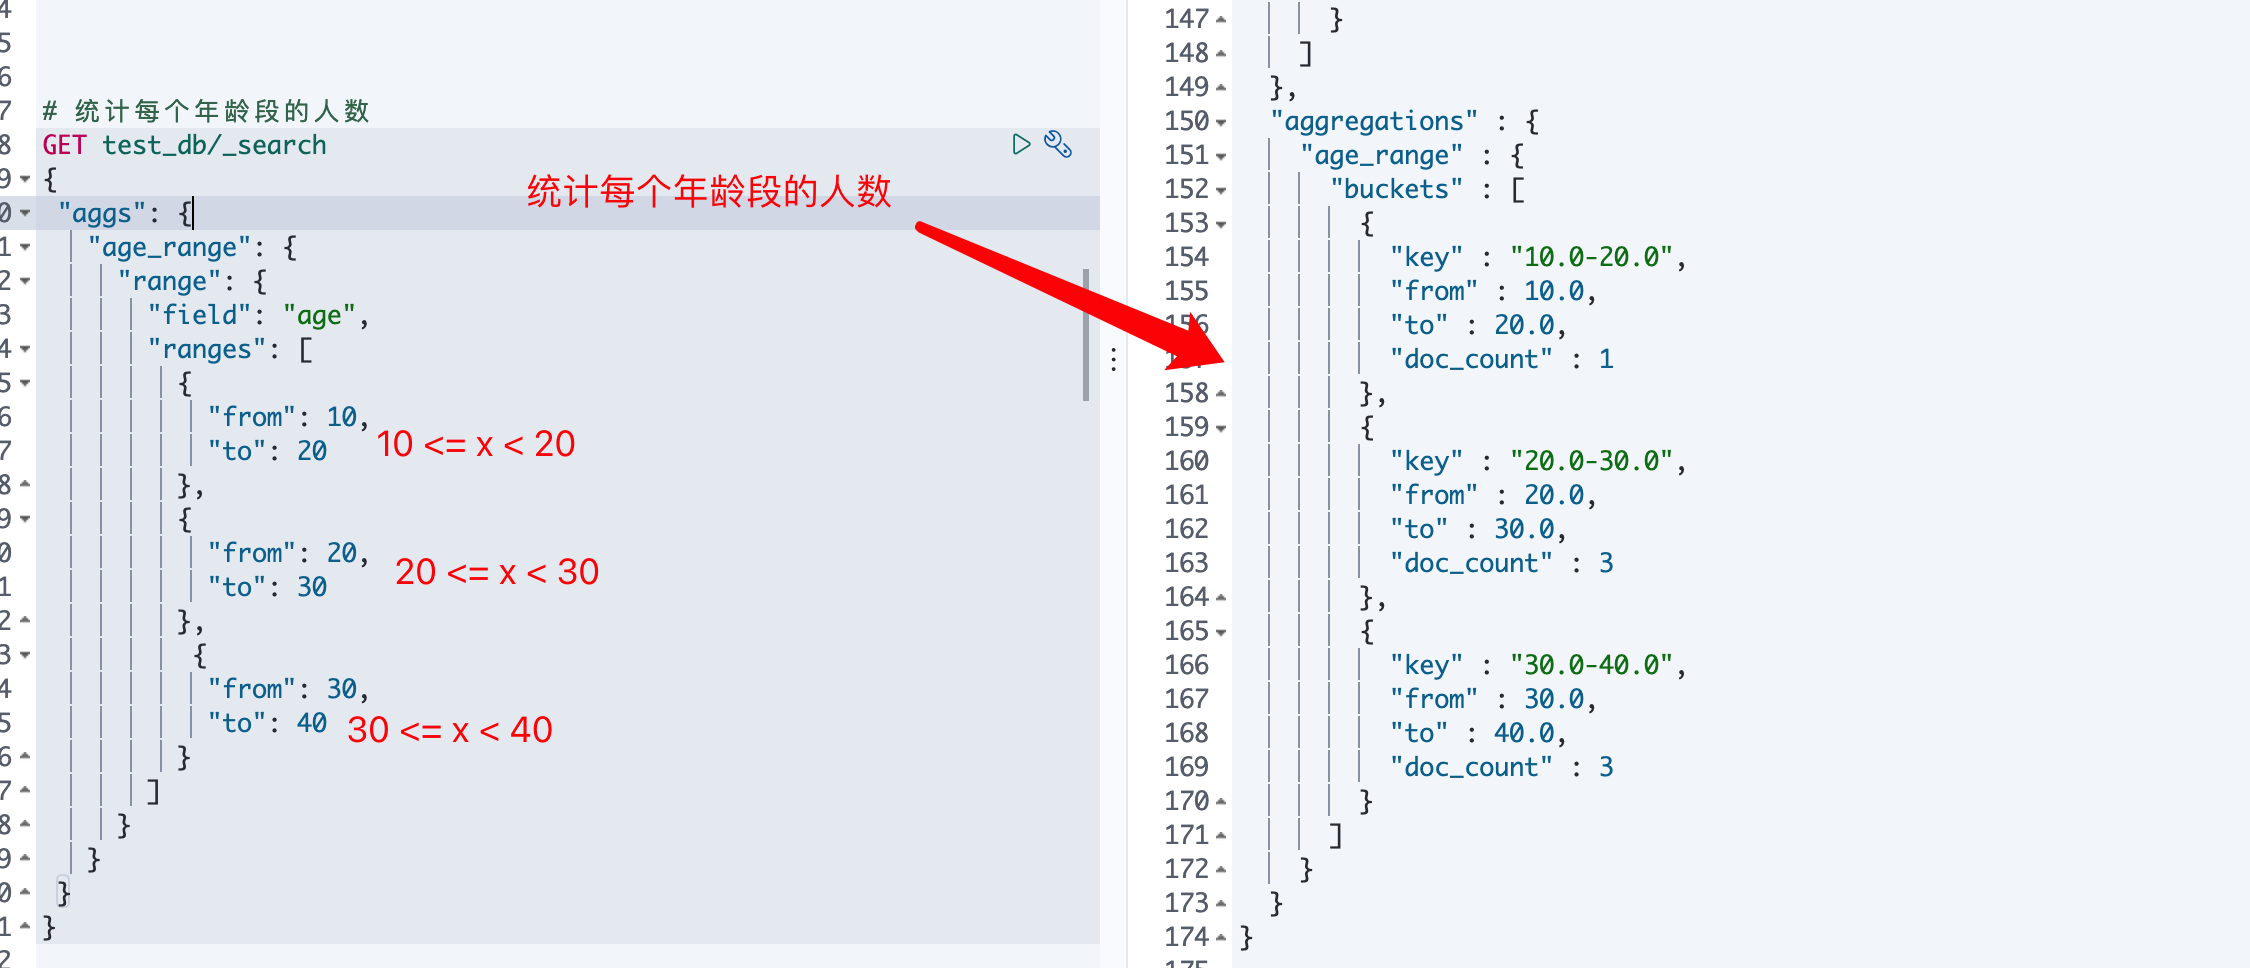 4
5
6
7 # 统计每个年龄段的人数
8 GET test_db/_search
9 {
0 "aggs": {
1 "age_range": {
2 "range": {
3 "field": "age",
4 "ranges": [
5 {
6 "from": 10,
7 "to": 20
8 },
9 {
0 "from": 20,
1 "to": 30
2 },
3 {
4 "from": 30,
5 "to": 40
6 }
7 ]
8 }
9 }
0 }
1 }
2
统计每个年龄段的人数
10 <= x < 20
20 <= x < 30
30 <= x < 40
147 }
148 ]
149 },
150 "aggregations" : {
151 "age_range" : {
152 "buckets" : [
153 {
154 "key" : "10.0-20.0",
155 "from" : 10.0,
156 "to" : 20.0,
"doc_count" : 1
158 },
159 {
160 "key" : "20.0-30.0",
161 "from" : 20.0,
162 "to" : 30.0,
163 "doc_count" : 3
164 },
165 {
166 "key" : "30.0-40.0",
167 "from" : 30.0,
168 "to" : 40.0,
169 "doc_count" : 3
170 }
171 ]
172 }
173 }
174 }
175